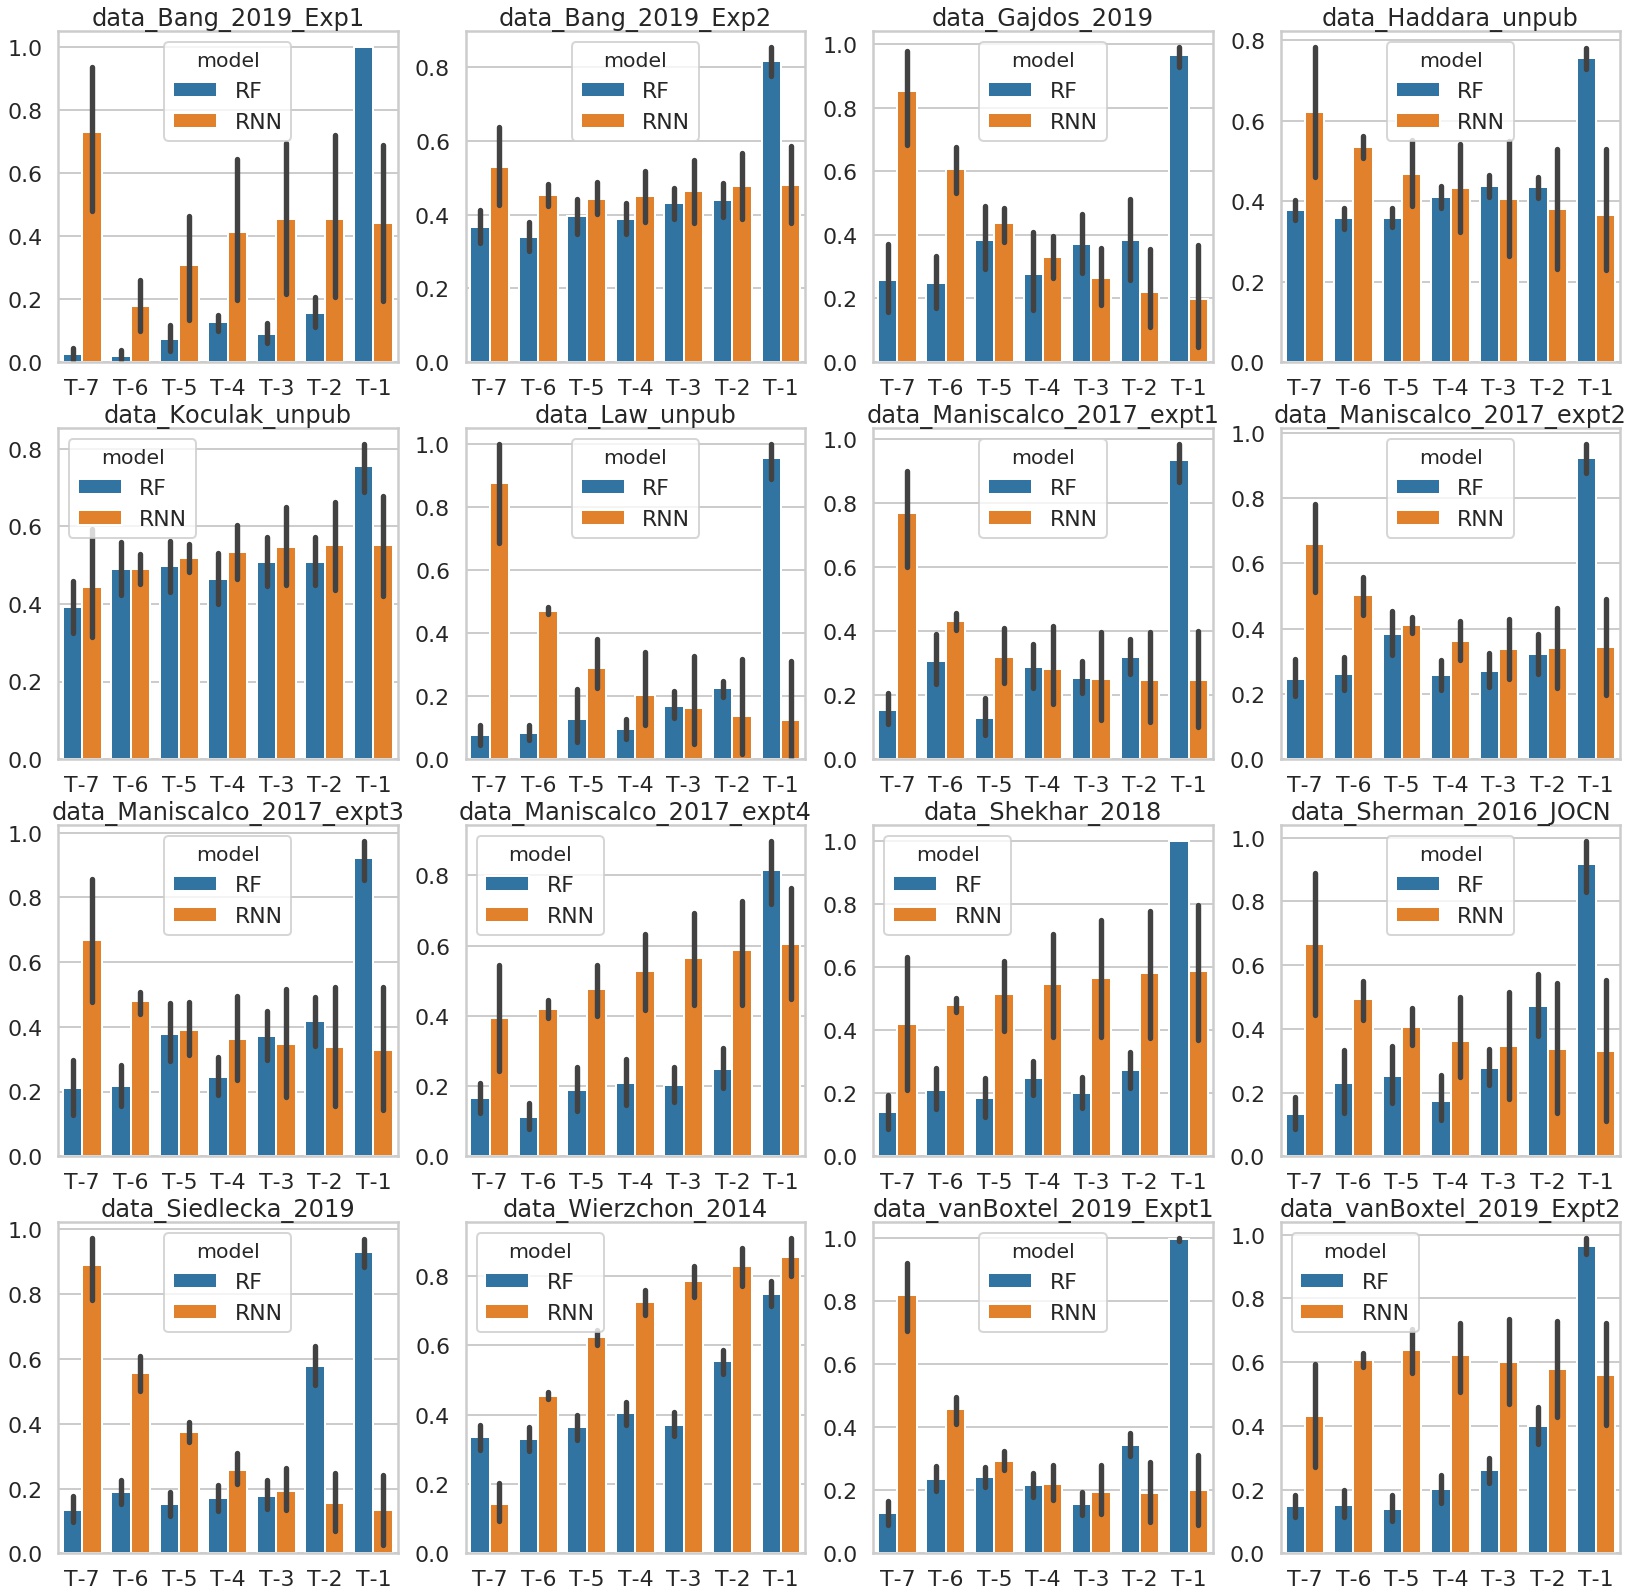 data_Bang_2019_Exp1
1.0
0.8
0.6
0.4
0.2
0.0
model
RF
RNN
T-7 T-6 T-5 T-4 T-3 T-2 T-1
data_Bang_2019_Exp2
0.8
0.6
0.4
0.2
0.0
model
RF
RNN
T-7 T-6 T-5 T-4 T-3 T-2 T-1
data_Gajdos_2019
1.0
0.8
0.6
0.4
0.2
0.0
model
RF
RNN
T-7 T-6 T-5 T-4 T-3 T-2 T-1
data_Haddara_unpub
0.8
0.6
0.4
0.2
0.0
model
RF
RNN
T-7 T-6 T-5 T-4 T-3 T-2 T-1
data_Koculak_unpub
0.8
0.6
0.4
0.2
0.0
model
RF
RNN
T-7 T-6 T-5 T-4 T-3 T-2 T-1
data_Law_unpub
1.0
0.8
0.6
0.4
0.2
0.0
model
RF
RNN
T-7 T-6 T-5 T-4 T-3 T-2 T-1
data_Maniscalco_2017_expt1
1.0
0.8
0.6
0.4
0.2
0.0
model
RF
RNN
T-7 T-6 T-5 T-4 T-3 T-2 T-1
data_Maniscalco_2017_expt2
1.0
0.8
0.6
0.4
0.2
0.0
model
RF
RNN
T-7 T-6 T-5 T-4 T-3 T-2 T-1
data_Maniscalco_2017_expt3
1.0
0.8
0.6
0.4
0.2
0.0
model
RF
RNN
T-7 T-6 T-5 T-4 T-3 T-2 T-1
data_Maniscalco_2017_expt4
0.8
0.6
0.4
0.2
0.0
model
RF
RNN
T-7 T-6 T-5 T-4 T-3 T-2 T-1
data_Shekhar_2018
1.0
0.8
0.6
0.4
0.2
0.0
model
RF
RNN
T-7 T-6 T-5 T-4 T-3 T-2 T-1
data_Sherman_2016_JOCN
1.0
0.8
0.6
0.4
0.2
0.0
model
RF
RNN
T-7 T-6 T-5 T-4 T-3 T-2 T-1
data_Siedlecka_2019
1.0
0.8
0.6
0.4
0.2
0.0
model
RF
RNN
T-7 T-6 T-5 T-4 T-3 T-2 T-1
data_Wierzchon_2014
0.8
0.6
0.4
0.2
0.0
model
RF
RNN
T-7 T-6 T-5 T-4 T-3 T-2 T-1
data_vanBoxtel_2019_Expt1
1.0
0.8
0.6
0.4
0.2
0.0
model
RF
RNN
T-7 T-6 T-5 T-4 T-3 T-2 T-1
data_vanBoxtel_2019_Expt2
1.0
0.8
0.6
0.4
0.2
0.0
model
RF
RNN
T-7 T-6 T-5 T-4 T-3 T-2 T-1